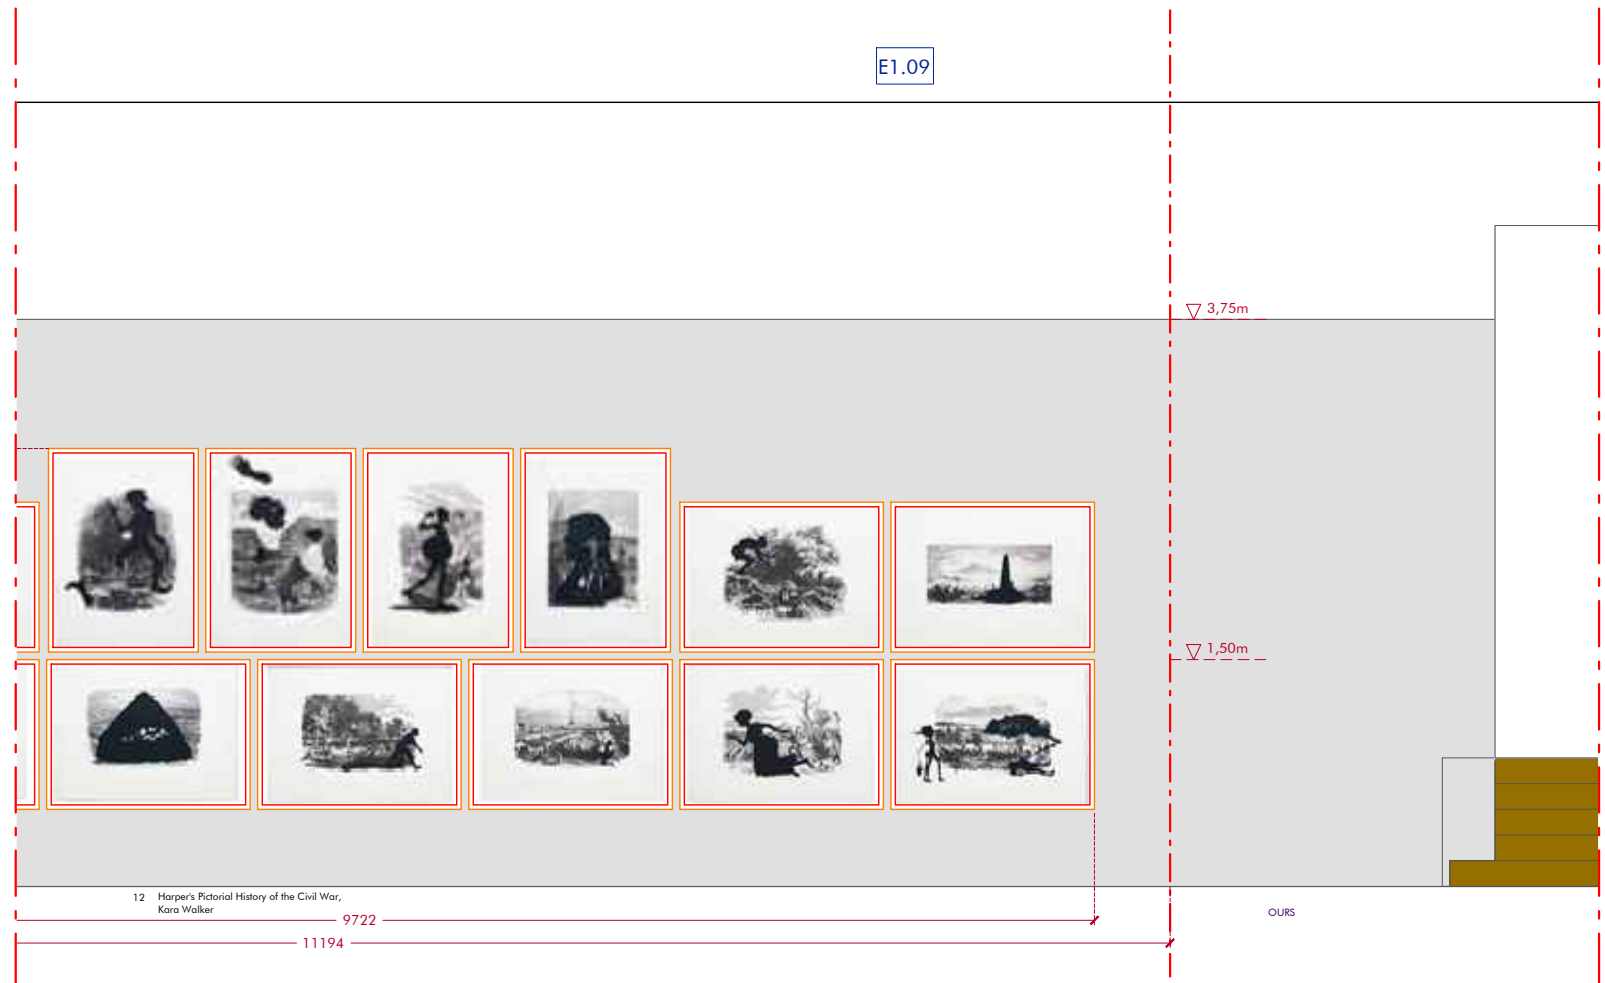 E1.09
3,75m
1,50m
12 Harper's Pictorial History of the Civil War,
Kara Walker
9722
OURS
11194